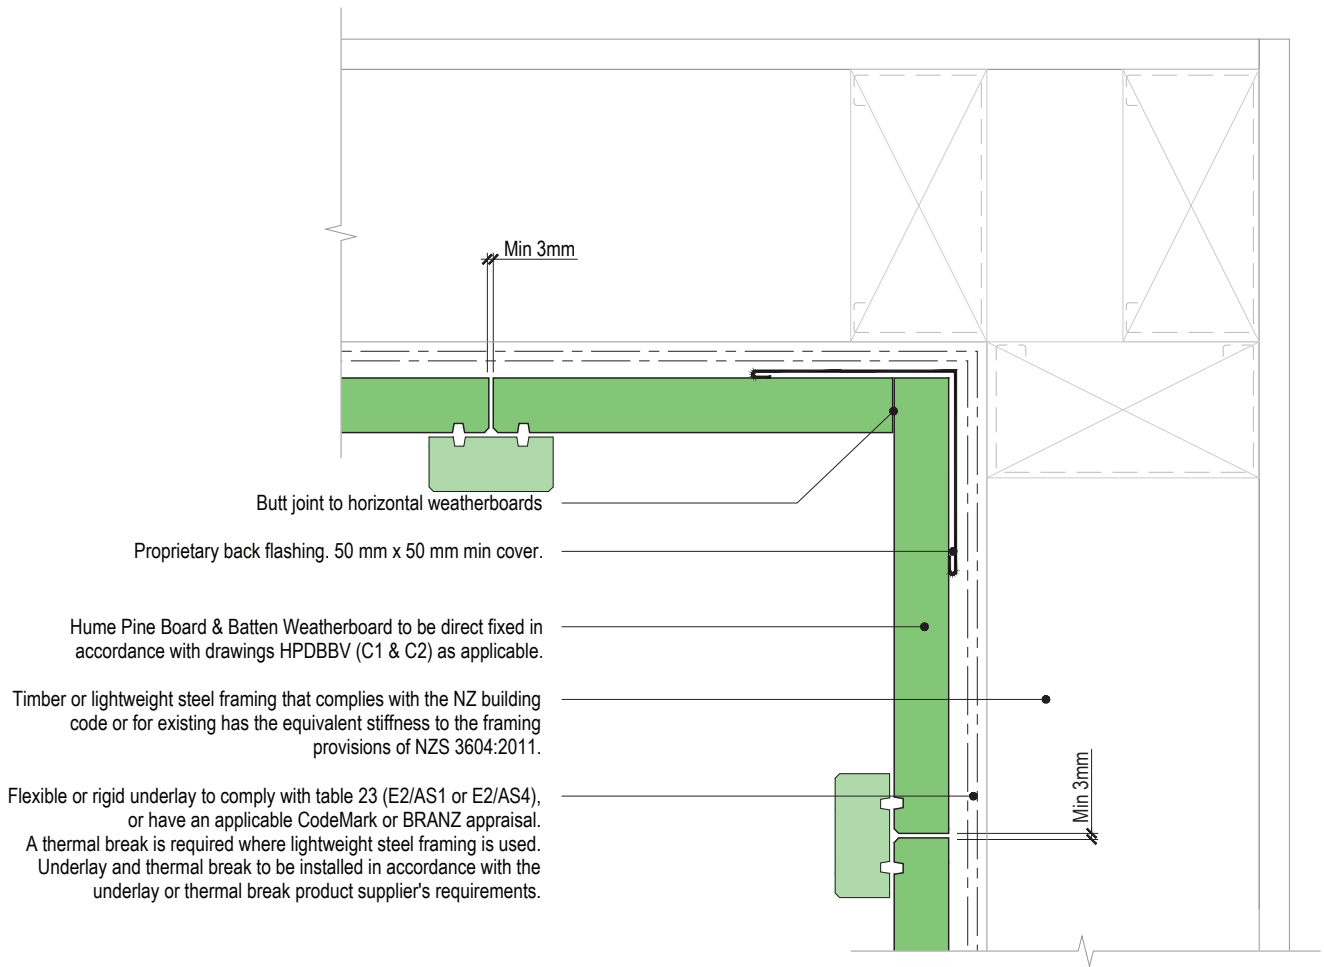 Min 3mm
Butt joint to horizontal weatherboards
Proprietary back flashing. 50 mm x 50 mm min cover.
Hume Pine Board & Batten Weatherboard to be direct fixed in
accordance with drawings HPDBBV (C1 & C2) as applicable.
Timber or lightweight steel framing that complies with the NZ building
code or for existing has the equivalent stiffness to the framing
provisions of NZS 3604:2011.
Min 3mm
Flexible or rigid underlay to comply with table 23 (E2/AS1 or E2/AS4),
or have an applicable CodeMark or BRANZ appraisal.
A thermal break is required where lightweight steel framing is used.
Underlay and thermal break to be installed in accordance with the
underlay or thermal break product supplier's requirements.